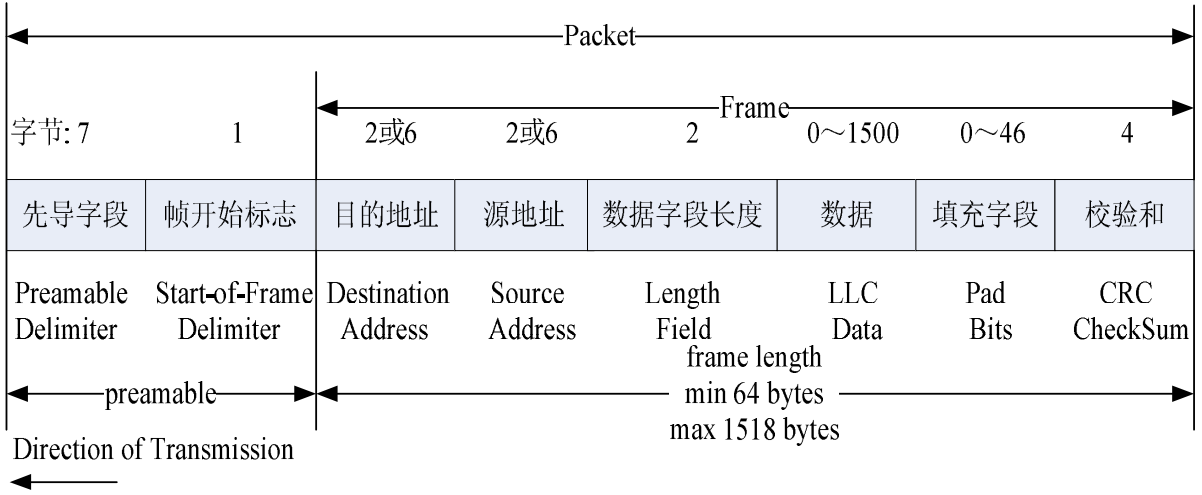 Packet
Frame
字节: 7 1 2或6 2或6 2 0～1500 0～46 4
先导字段 帧开始标志 目的地址 源地址 数据字段长度 数据 填充字段 校验和
Preamable Start-of-Frame Destination Source Length LLC Pad CRC
Delimiter Delimiter Address Address Field Data Bits CheckSum
frame length
preamable min 64 bytes
max 1518 bytes
Direction of Transmission